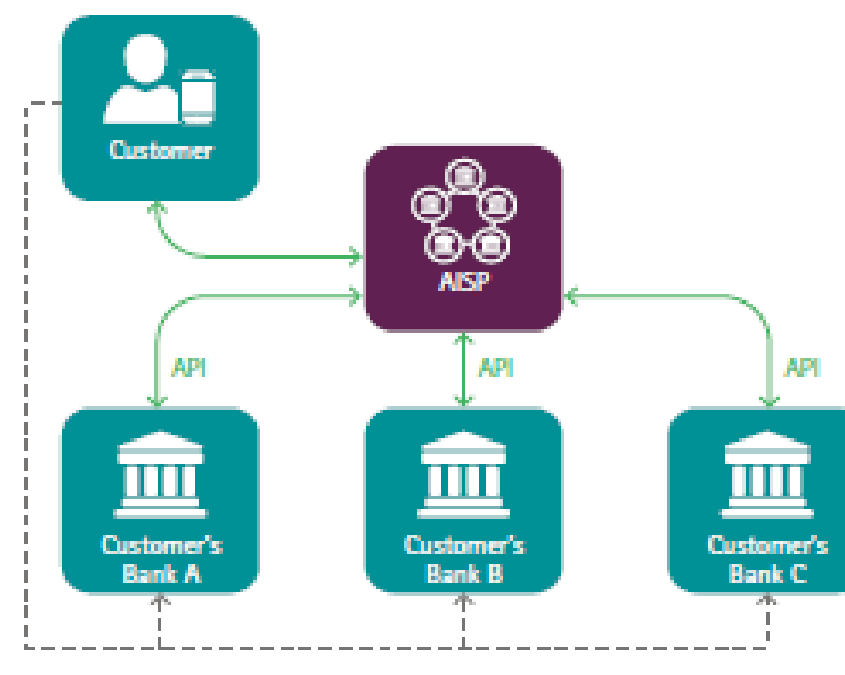 Customer
AISP
API
API
API
Customer's
Bank A
Customer's
Bank B
Customer's
Bank C